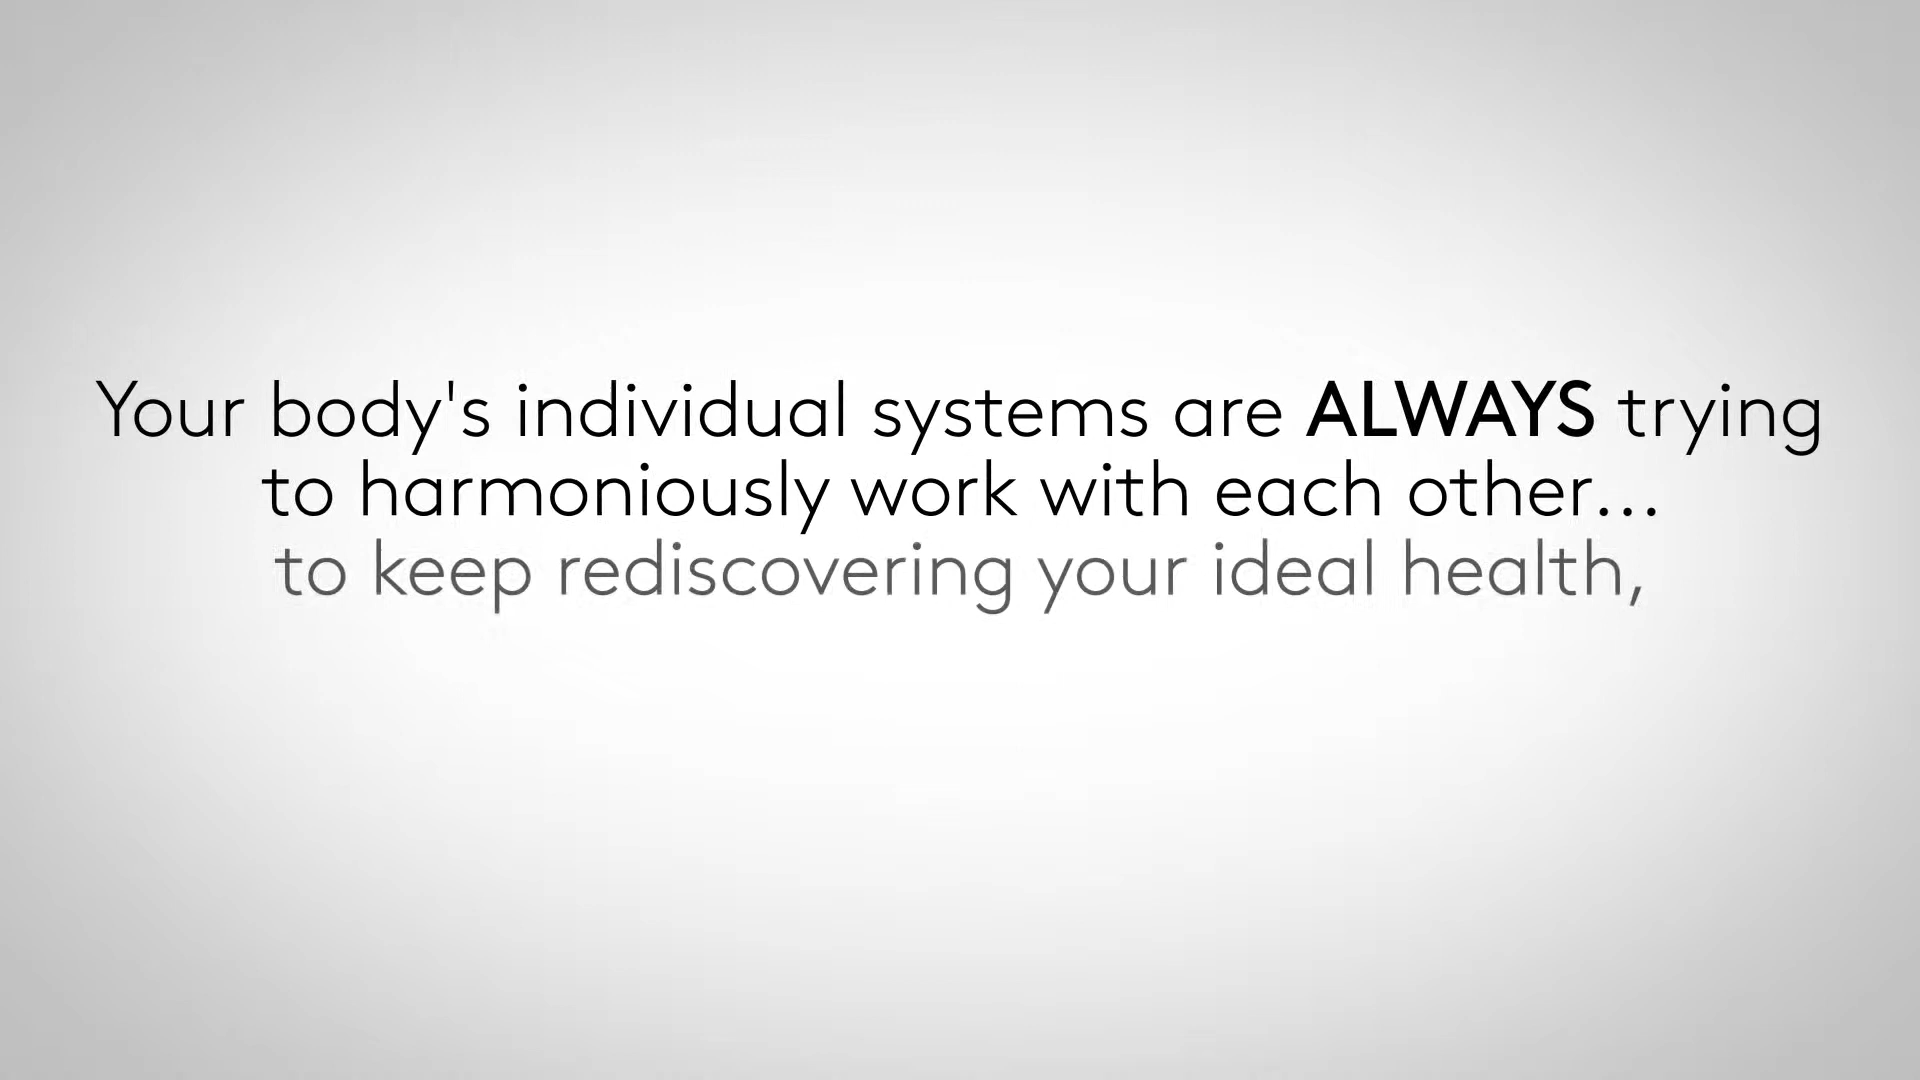 Your body's individual systems are ALWAYS trying
to harmoniously work with each other...
to keep rediscovering your ideal health,